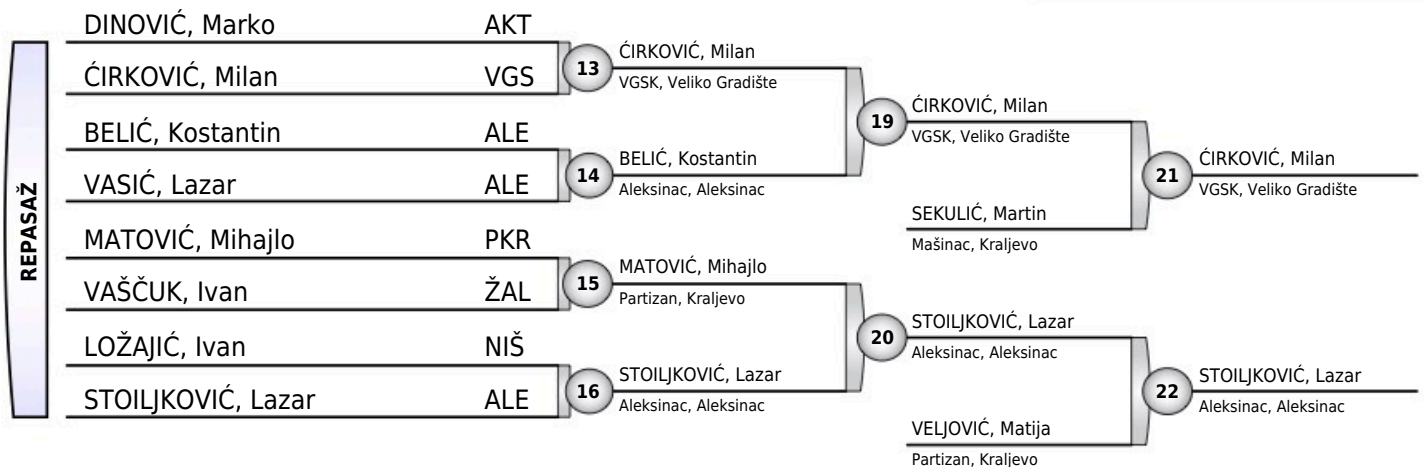 REPASAŽ
DINOVIĆ, Marko AKT
ĆIRKOVIĆ, Milan VGS
BELIĆ, Kostantin ALE
VASIĆ, Lazar ALE
MATOVIĆ, Mihajlo PKR
VAŠČUK, Ivan ŽAL
LOŽAJIĆ, Ivan NIŠ
STOILJKOVIĆ, Lazar ALE
13
ĆIRKOVIĆ, Milan
VGSK, Veliko Gradište
14
BELIĆ, Kostantin
Aleksinac, Aleksinac
15
MATOVIĆ, Mihajlo
Partizan, Kraljevo
16
STOILJKOVIĆ, Lazar
Aleksinac, Aleksinac
19
ĆIRKOVIĆ, Milan
VGSK, Veliko Gradište
SEKULIĆ, Martin
Mašinac, Kraljevo
20
STOILJKOVIĆ, Lazar
Aleksinac, Aleksinac
VELJOVIĆ, Matija
Partizan, Kraljevo
21
ĆIRKOVIĆ, Milan
VGSK, Veliko Gradište
22
STOILJKOVIĆ, Lazar
Aleksinac, Aleksinac